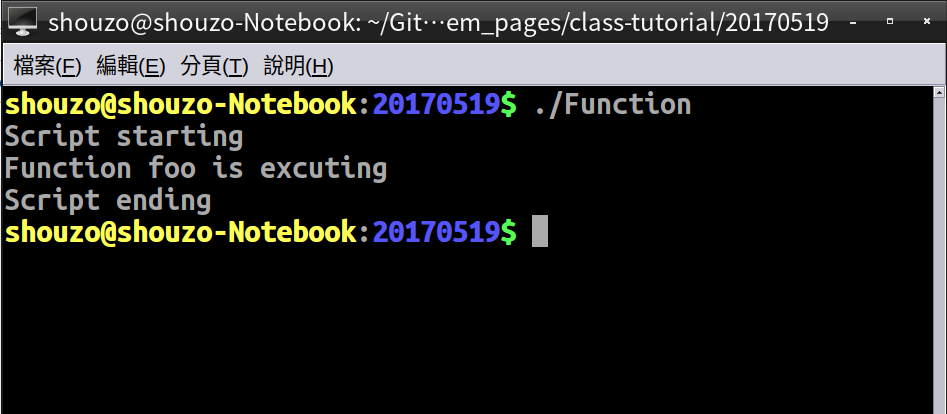 shouzo@shouzo-Notebook: ~/Git⋯em_pages/class-tutorial/20170519
檔案(F) 編輯(E) 分頁(T) 說明(H)
shouzo@shouzo-Notebook:20170519$ ./Function
Script starting
Function foo is excuting
Script ending
shouzo@shouzo-Notebook:20170519$